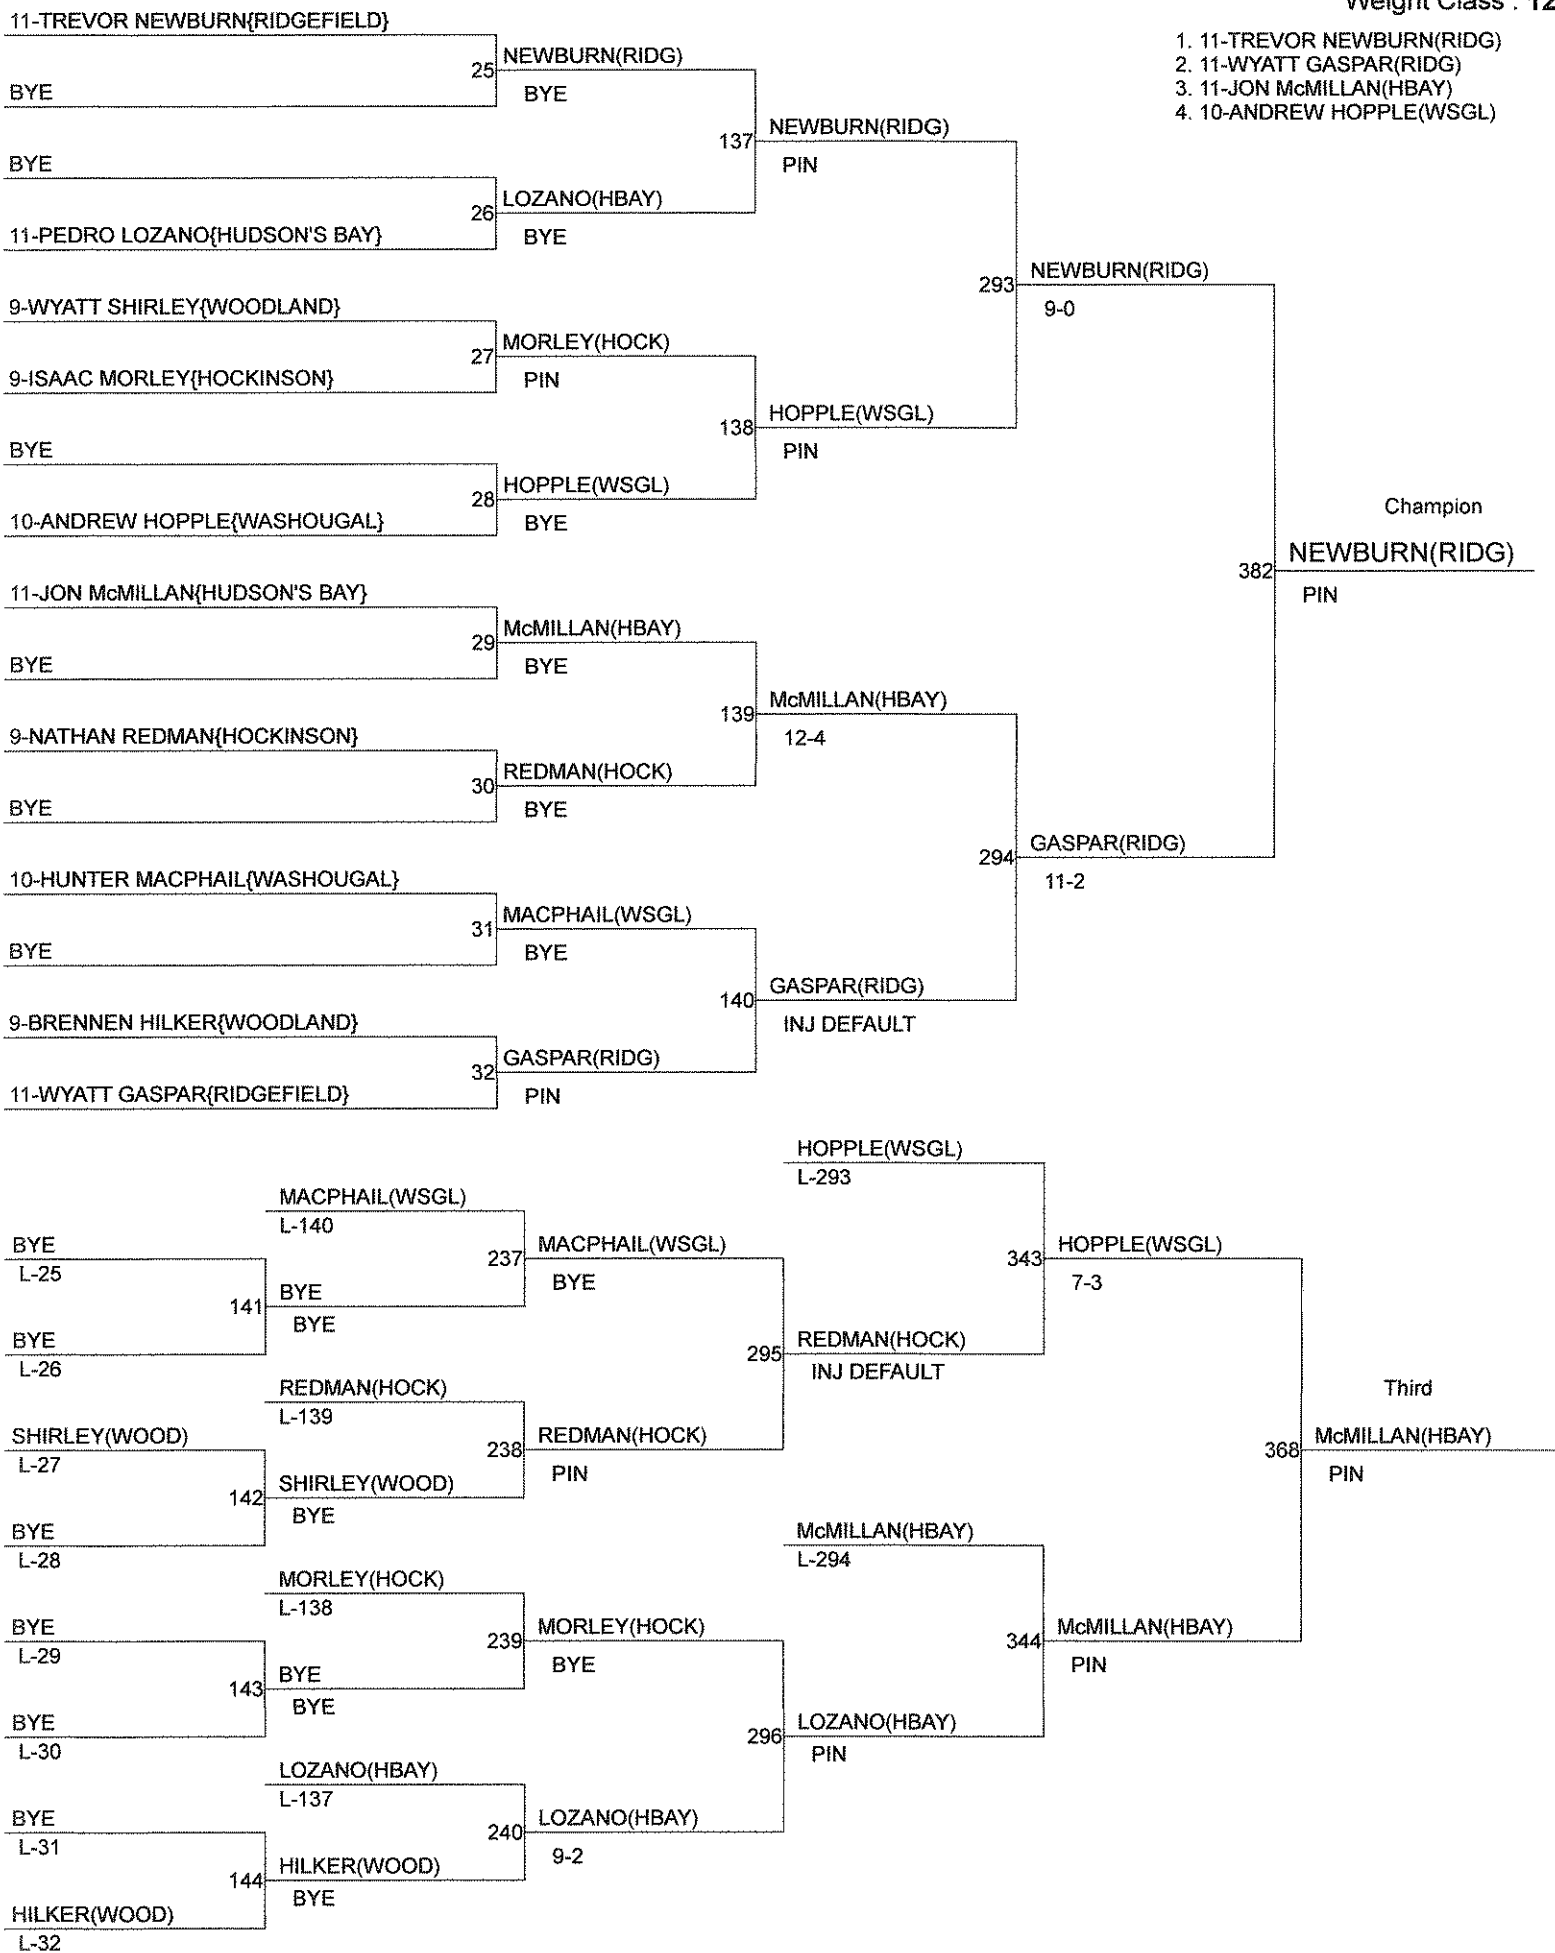 Weight Class : 12
1. 11-TREVOR NEWBURN(RIDG)
2. 11-WYATT GASPAR(RIDG)
3. 11-JON McMILLAN(HBAY)
4. 10-ANDREW HOPPLE(WSGL)
11-TREVOR NEWBURN{RIDGEFIELD}
25 NEWBURN(RIDG)
BYE
BYE
137 NEWBURN(RIDG)
PIN
BYE
26 LOZANO(HBAY)
11-PEDRO LOZANO{HUDSON'S BAY}
BYE
293 NEWBURN(RIDG)
9-0
9-WYATT SHIRLEY{WOODLAND}
27 MORLEY(HOCK)
9-ISAAC MORLEY{HOCKINSON}
PIN
138 HOPPLE(WSGL)
PIN
BYE
28 HOPPLE(WSGL)
10-ANDREW HOPPLE{WASHOUGAL}
BYE
Champion
382 NEWBURN(RIDG)
PIN
11-JON McMILLAN{HUDSON'S BAY}
29 McMILLAN(HBAY)
BYE
BYE
139 McMILLAN(HBAY)
12-4
9-NATHAN REDMAN{HOCKINSON}
30 REDMAN(HOCK)
BYE
BYE
294 GASPAR(RIDG)
11-2
10-HUNTER MACPHAIL{WASHOUGAL}
31 MACPHAIL(WSGL)
BYE
BYE
140 GASPAR(RIDG)
INJ DEFAULT
9-BRENNEN HILKER{WOODLAND}
32 GASPAR(RIDG)
11-WYATT GASPAR{RIDGEFIELD}
PIN
HOPPLE(WSGL)
L-293
MACPHAIL(WSGL)
L-140
BYE
L-25
237 MACPHAIL(WSGL)
BYE
343 HOPPLE(WSGL)
7-3
141 BYE
BYE
BYE
L-26
295 REDMAN(HOCK)
INJ DEFAULT
REDMAN(HOCK)
L-139
Third
SHIRLEY(WOOD)
L-27
238 REDMAN(HOCK)
PIN
368 McMILLAN(HBAY)
PIN
142 SHIRLEY(WOOD)
BYE
BYE
L-28
McMILLAN(HBAY)
L-294
MORLEY(HOCK)
L-138
BYE
L-29
239 MORLEY(HOCK)
BYE
344 McMILLAN(HBAY)
PIN
143 BYE
BYE
BYE
L-30
296 LOZANO(HBAY)
PIN
LOZANO(HBAY)
L-137
BYE
L-31
240 LOZANO(HBAY)
9-2
144 HILKER(WOOD)
BYE
HILKER(WOOD)
L-32